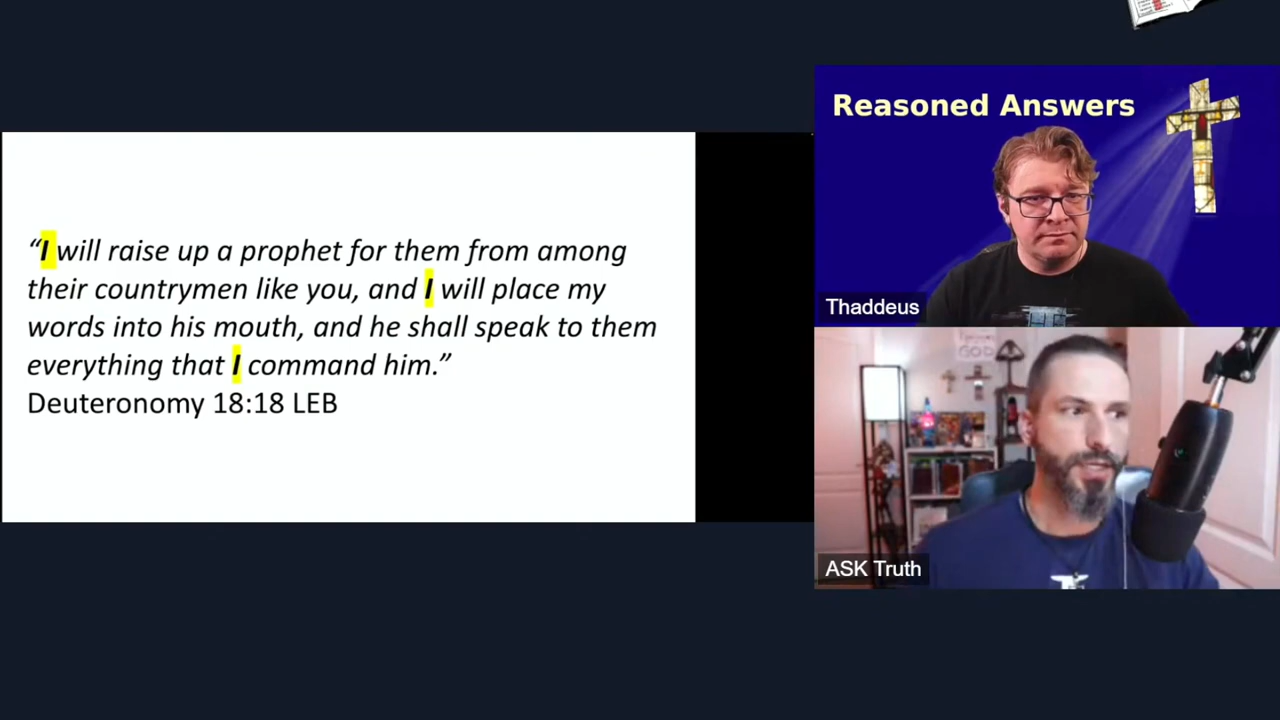 “I will raise up a prophet for them from among
their countrymen like you, and I will place my
words into his mouth, and he shall speak to them
everything that I command him.”
Deuteronomy 18:18 LEB
Reasoned Answers
Thaddeus
GOD
ASK Truth